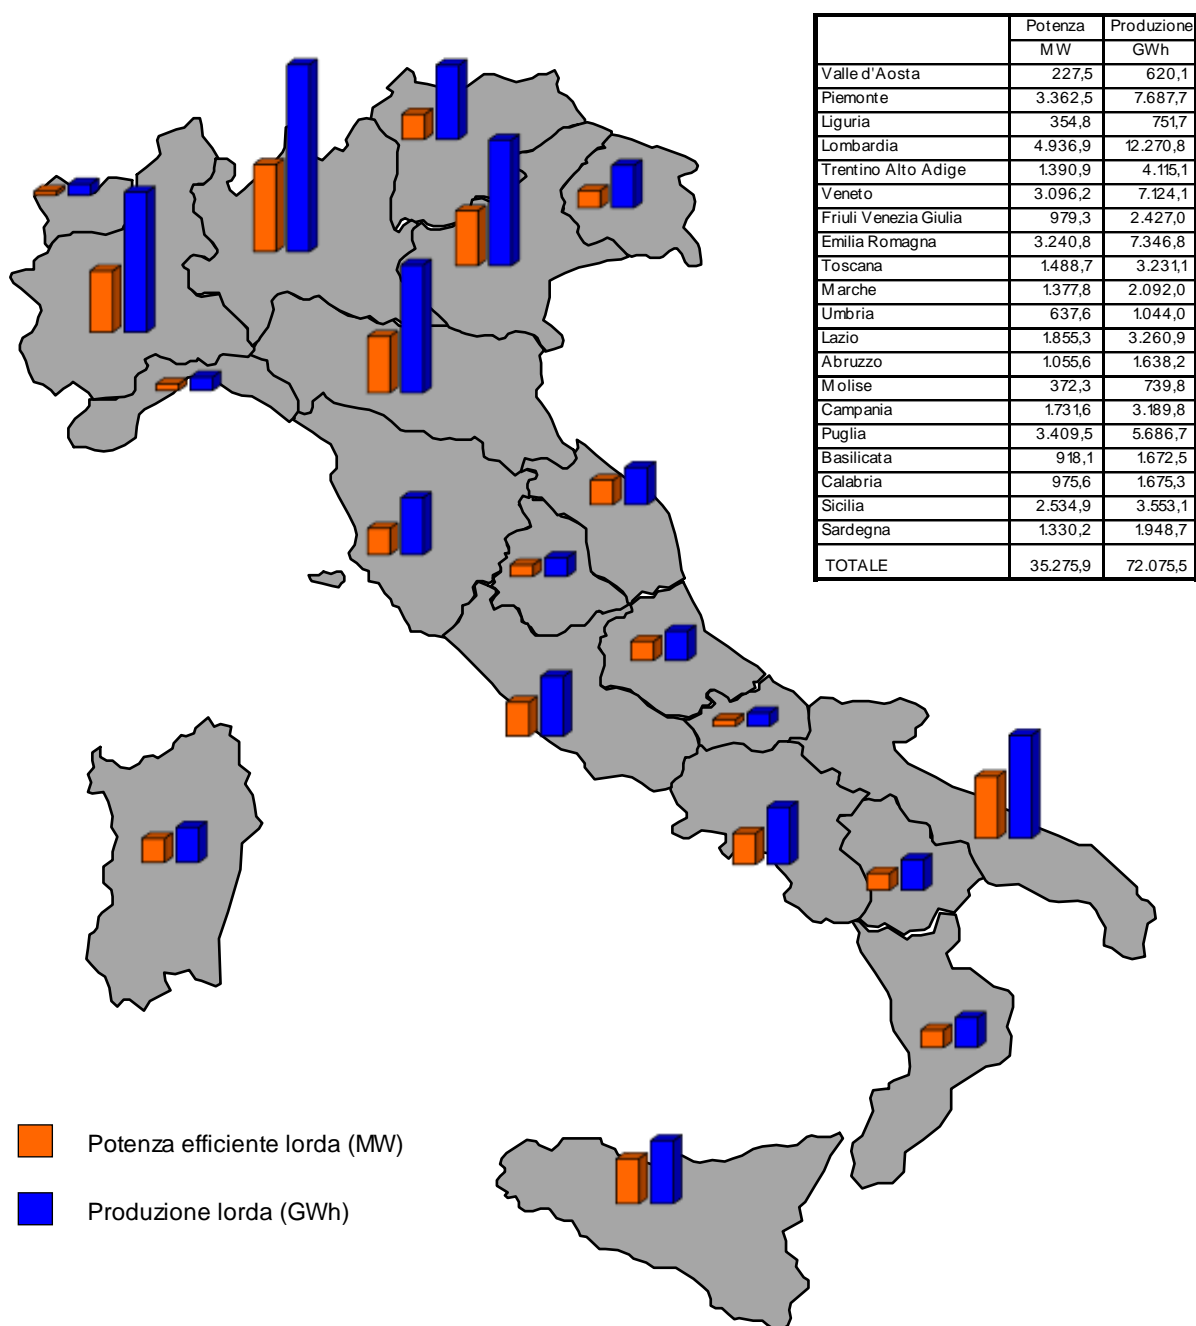 Potenza Produzione
MW GWh
Valle d'Aosta 227,5 620,1
Piemonte 3.362,5 7.687,7
Liguria 354,8 751,7
Lombardia 4.936,9 12.270,8
Trentino Alto Adige 1.390,9 4.115,1
Veneto 3.096,2 7.124,1
Friuli Venezia Giulia 979,3 2.427,0
Emilia Romagna 3.240,8 7.346,8
Toscana 1.488,7 3.231,1
Marche 1.377,8 2.092,0
Umbria 637,6 1.044,0
Lazio 1.855,3 3.260,9
Abruzzo 1.055,6 1.638,2
Molise 372,3 739,8
Campania 1.731,6 3.189,8
Puglia 3.409,5 5.686,7
Basilicata 918,1 1.672,5
Calabria 975,6 1.675,3
Sicilia 2.534,9 3.553,1
Sardegna 1.330,2 1.948,7
TOTALE 35.275,9 72.075,5
Potenza efficiente lorda (MW)
Produzione lorda (GWh)